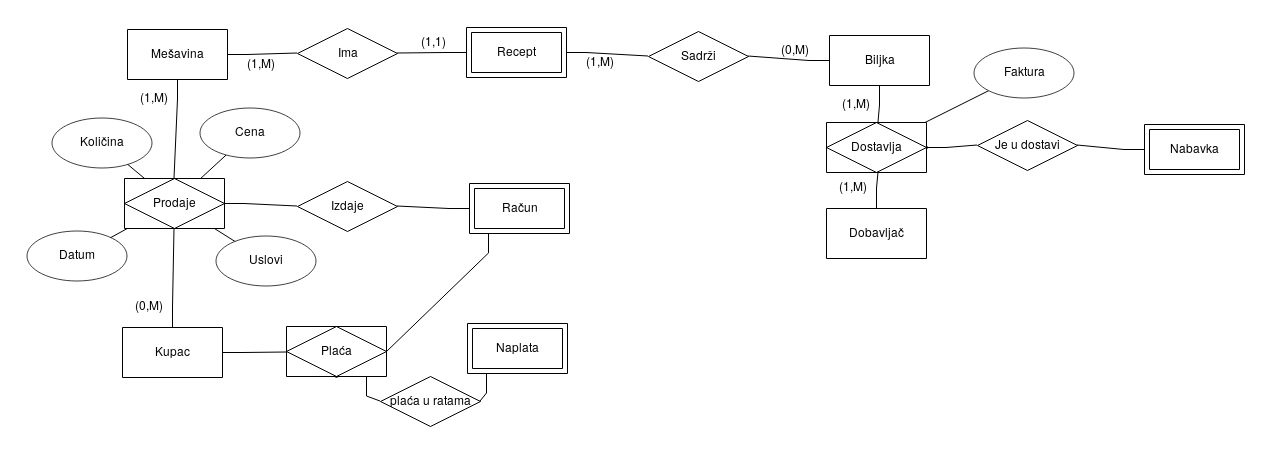 Mešavina
(1,M)
Ima
(1,1)
Recept
(1,M)
Sadrži
(0,M)
Biljka
Faktura
(1,M)
(1,M)
Količina
Cena
Dostavlja
Je u dostavi
Nabavka
(1,M)
Prodaje
Izdaje
Račun
Dobavljač
Datum
Uslovi
(0,M)
Kupac
Plaća
Naplata
plaća u ratama